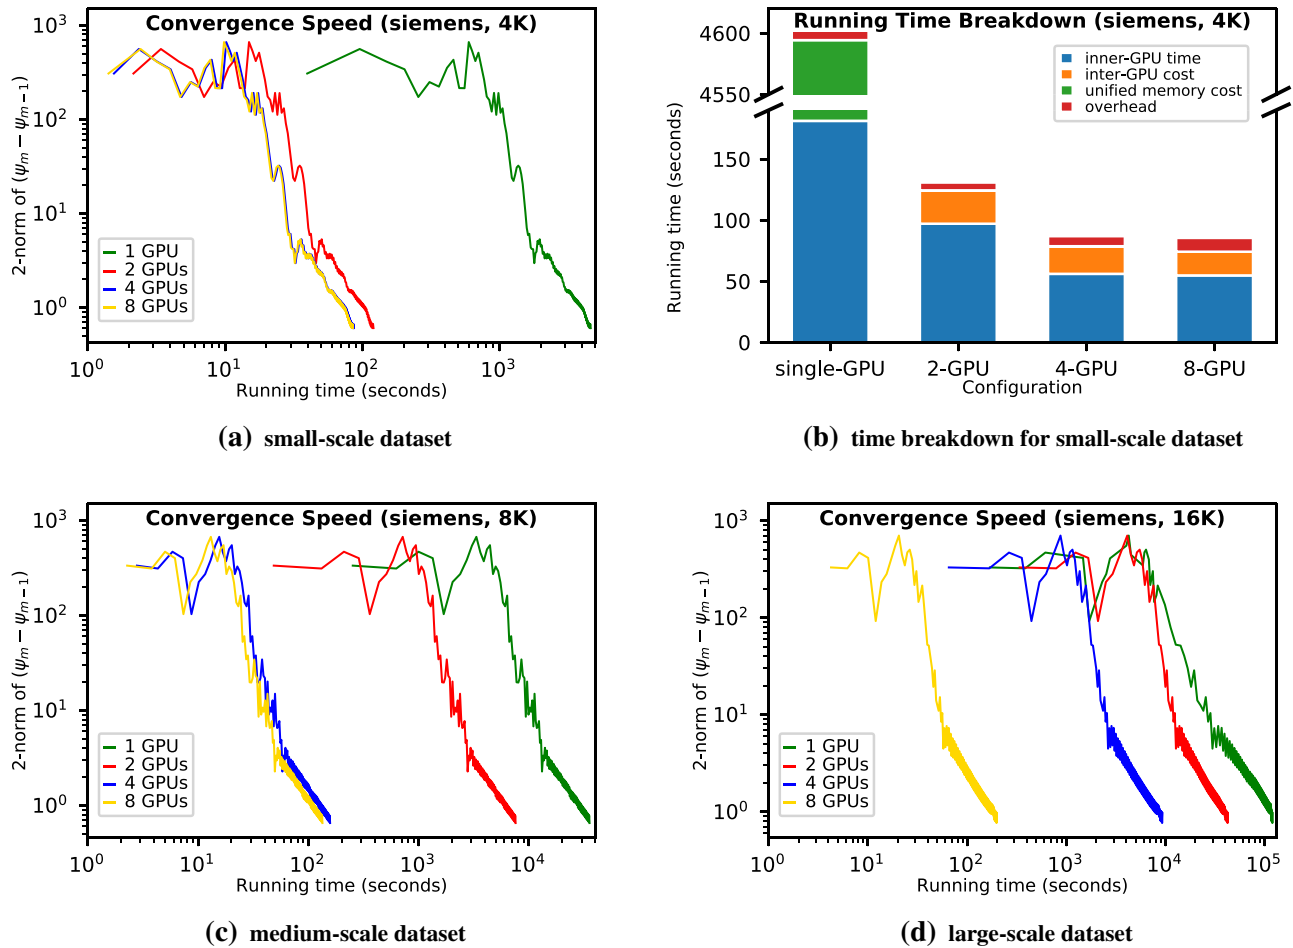 Convergence Speed (siemens, 4K)
10³
10²
10¹
10⁰
2-norm of (ψm − ψm−1)
1 GPU
2 GPUs
4 GPUs
8 GPUs
10⁰ 10¹ 10² 10³
Running time (seconds)
(a) small-scale dataset
Running Time Breakdown (siemens, 4K)
4600
4550
150
100
50
0
Running time (seconds)
inner-GPU time
inter-GPU cost
unified memory cost
overhead
single-GPU 2-GPU 4-GPU 8-GPU
Configuration
(b) time breakdown for small-scale dataset
Convergence Speed (siemens, 8K)
10³
10²
10¹
10⁰
2-norm of (ψm − ψm−1)
1 GPU
2 GPUs
4 GPUs
8 GPUs
10⁰ 10¹ 10² 10³ 10⁴
Running time (seconds)
(c) medium-scale dataset
Convergence Speed (siemens, 16K)
10³
10²
10¹
10⁰
2-norm of (ψm − ψm−1)
1 GPU
2 GPUs
4 GPUs
8 GPUs
10⁰ 10¹ 10² 10³ 10⁴ 10⁵
Running time (seconds)
(d) large-scale dataset